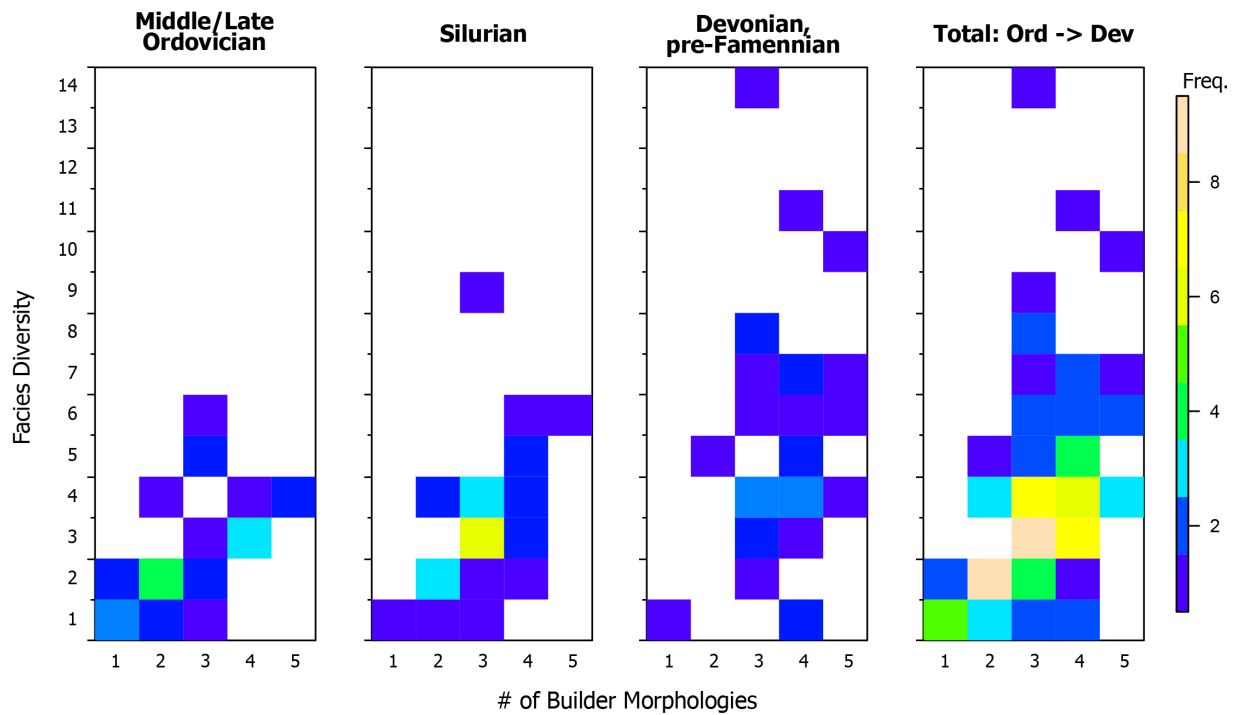 Middle/Late
Ordovician
Silurian
Devonian,
pre-Famennian
Total: Ord -> Dev
Freq.
14
13
12
11
10
9
8
7
6
5
4
3
2
1
8
6
4
2
Facies Diversity
1 2 3 4 5
1 2 3 4 5
1 2 3 4 5
1 2 3 4 5
# of Builder Morphologies